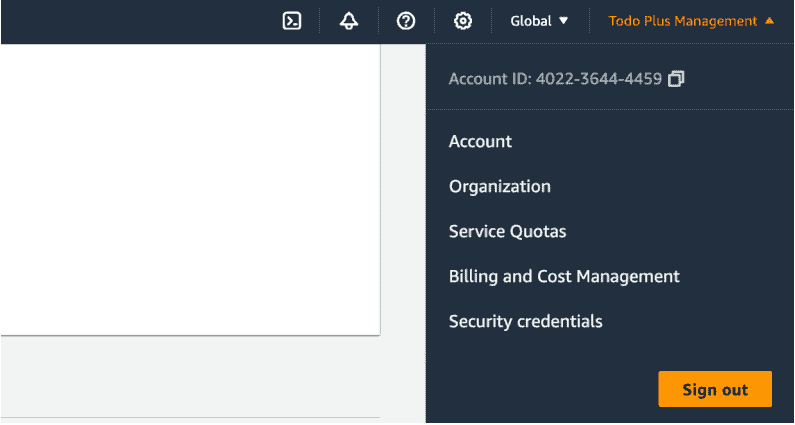 Global Todo Plus Management
Account ID: 4022-3644-4459
Account
Organization
Service Quotas
Billing and Cost Management
Security credentials
Sign out